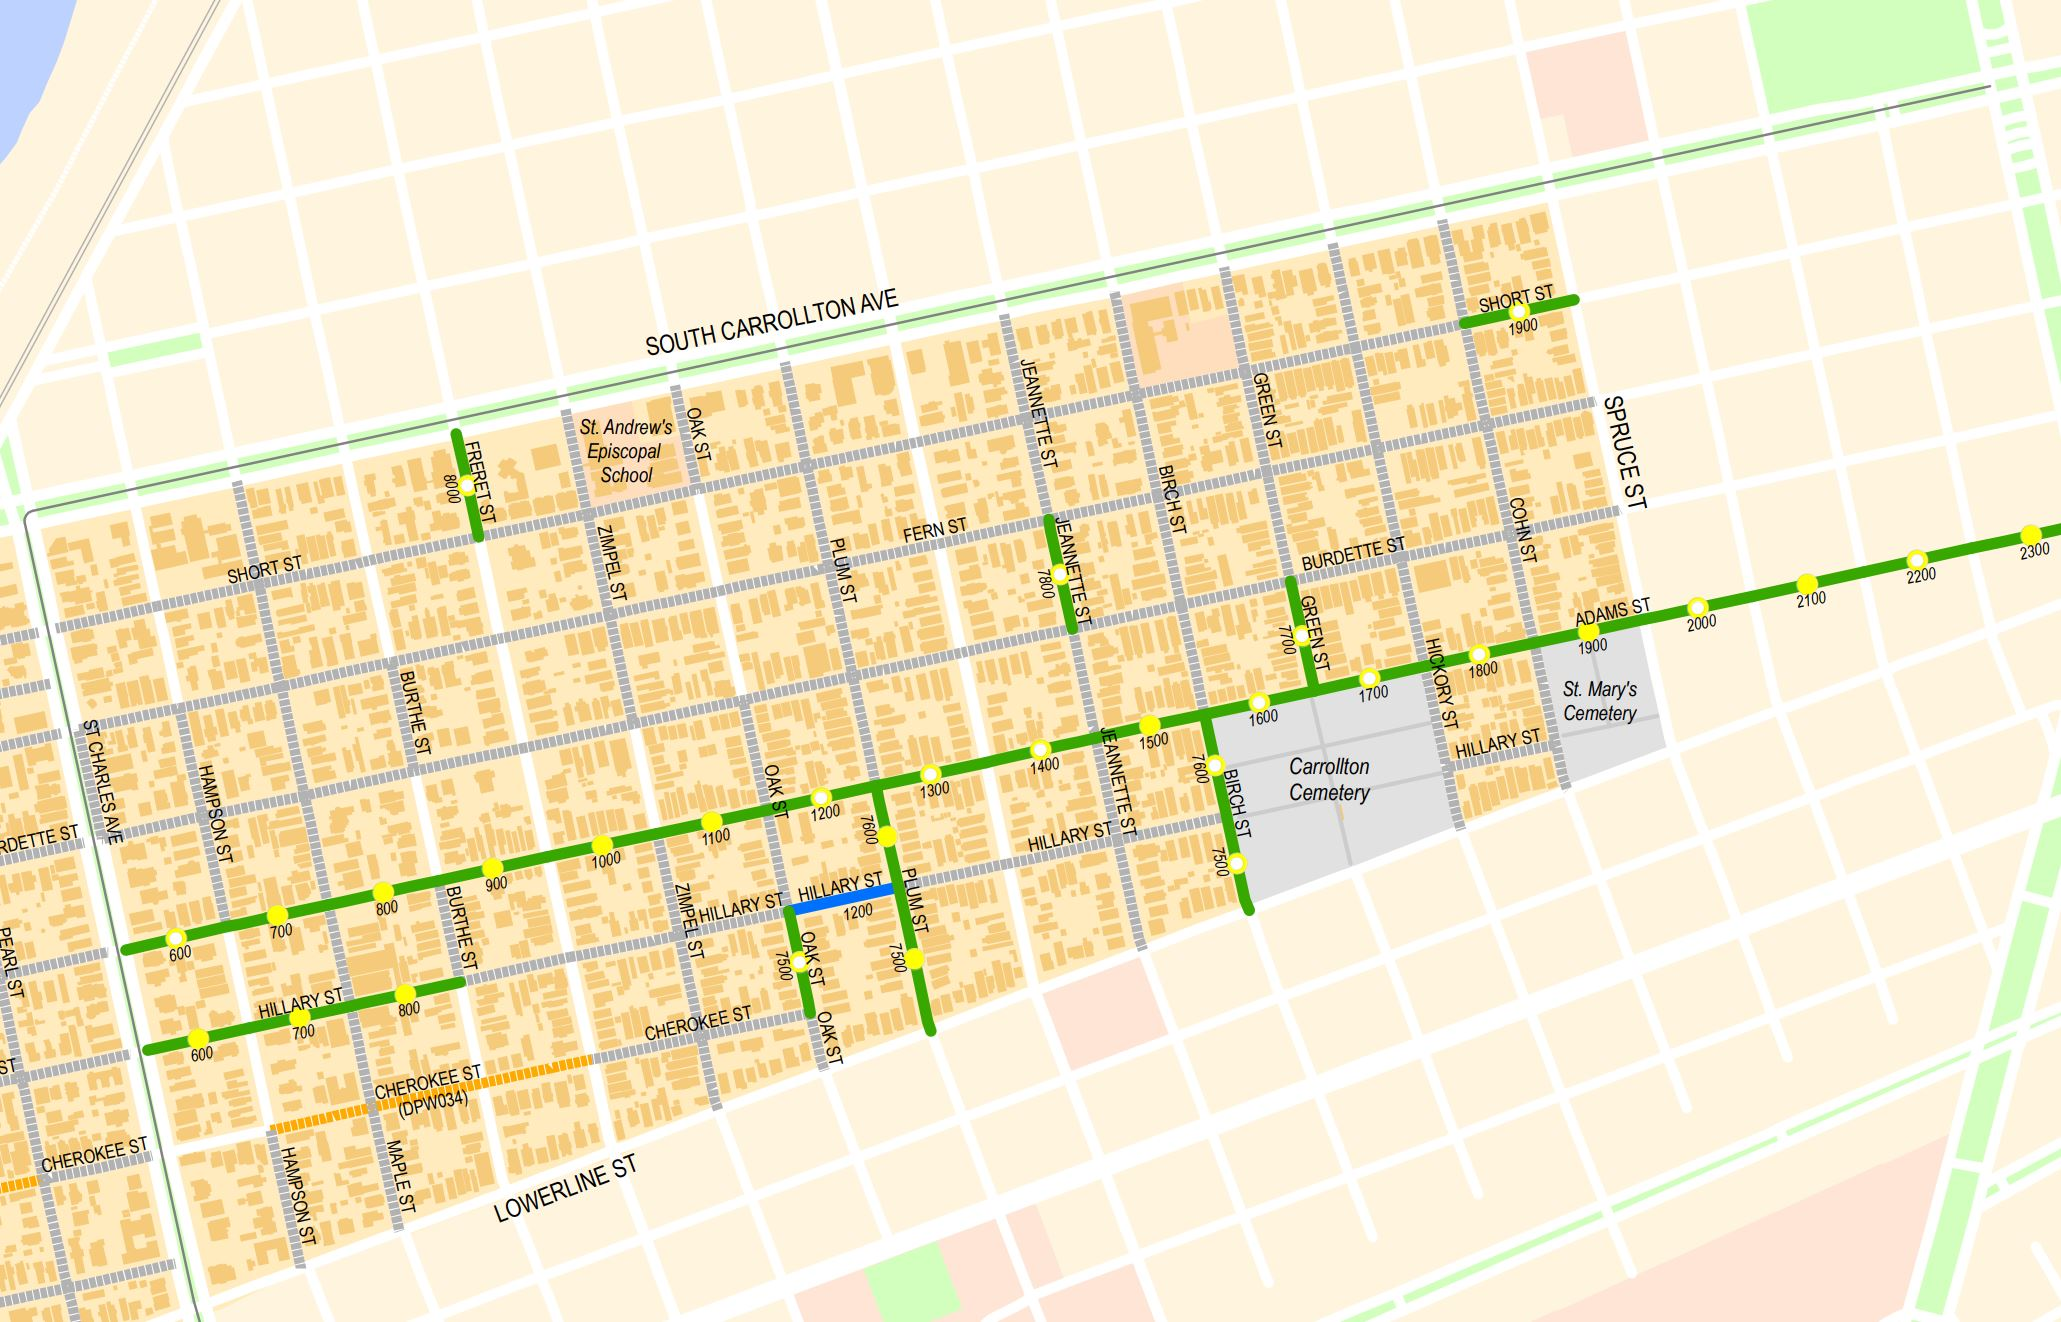 SHORT ST
1900
SOUTH CARROLLTON AVE
JEANNETTE ST
GREEN ST
SPRUCE ST
OAK ST
St. Andrew's
Episcopal
School
FRERET ST
8000
BIRCH ST
COHN ST
FERN ST
ZIMPEL ST
PLUM ST
JEANNETTE ST
7800
BURDETTE ST
SHORT ST
2300
2200
2100
GREEN ST
7700
ADAMS ST
2000
1900
1800
1700
1600
HICKORY ST
St. Mary's
Cemetery
BURTHE ST
ST CHARLES AVE
HAMPSON ST
OAK ST
JEANNETTE ST
1500
1400
1300
1200
1100
1000
900
800
700
600
HILLARY ST
Carrollton
Cemetery
7600
BIRCH ST
7500
7600
HILLARY ST
RDETTE ST
BURTHE ST
ZIMPEL ST
HILLARY ST
HILLARY ST
1200
PLUM ST
7500
OAK ST
7500
PEARL ST
HILLARY ST
600
700
800
CHEROKEE ST
OAK ST
ST
CHEROKEE ST
(DPW034)
CHEROKEE ST
HAMPSON ST
MAPLE ST
LOWERLINE ST